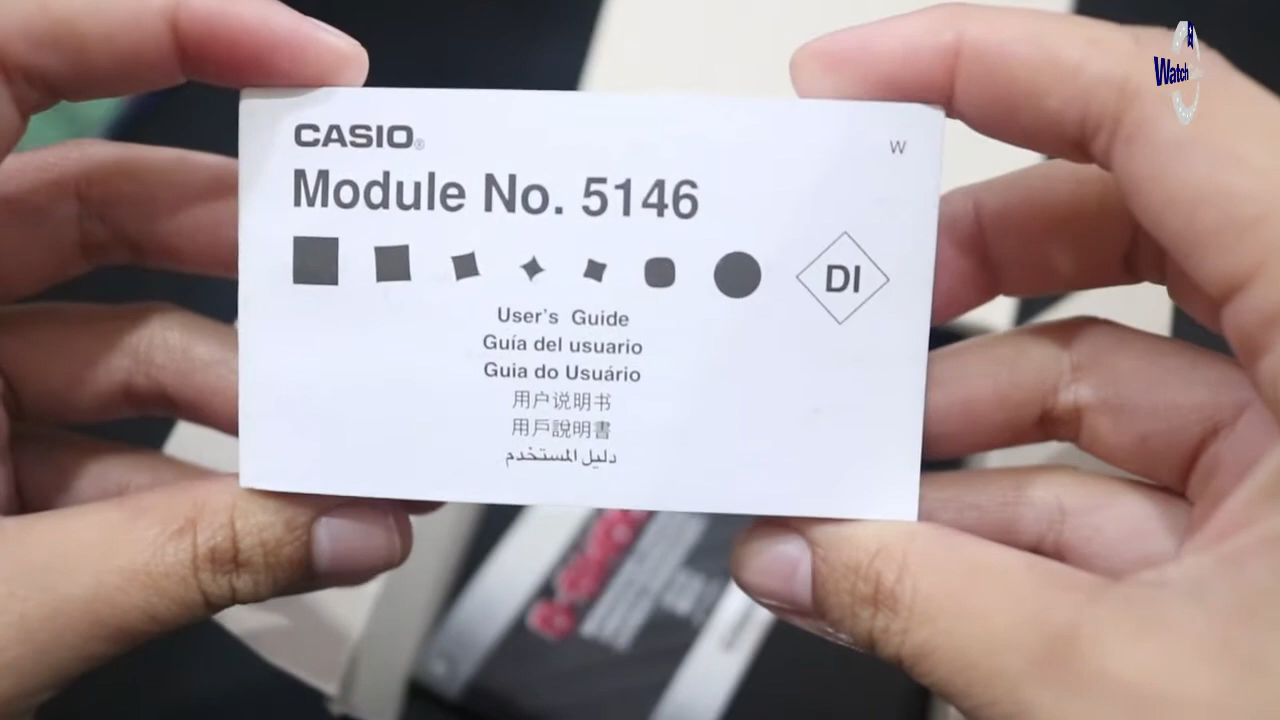 CASIO®
W
Module No. 5146
DI
User's Guide
Guía del usuario
Guia do Usuário
用户说明书
用戶說明書
دليل المستخدم
Watch